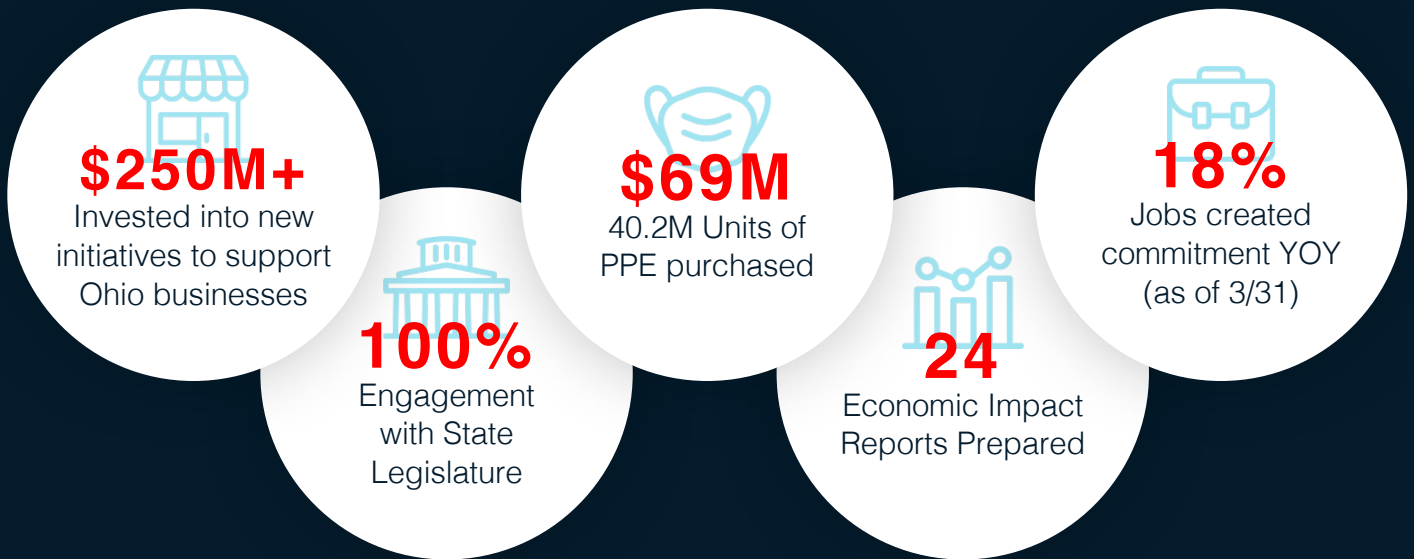 $250M+
Invested into new
initiatives to support
Ohio businesses
100%
Engagement
with State
Legislature
$69M
40.2M Units of
PPE purchased
24
Economic Impact
Reports Prepared
18%
Jobs created
commitment YOY
(as of 3/31)